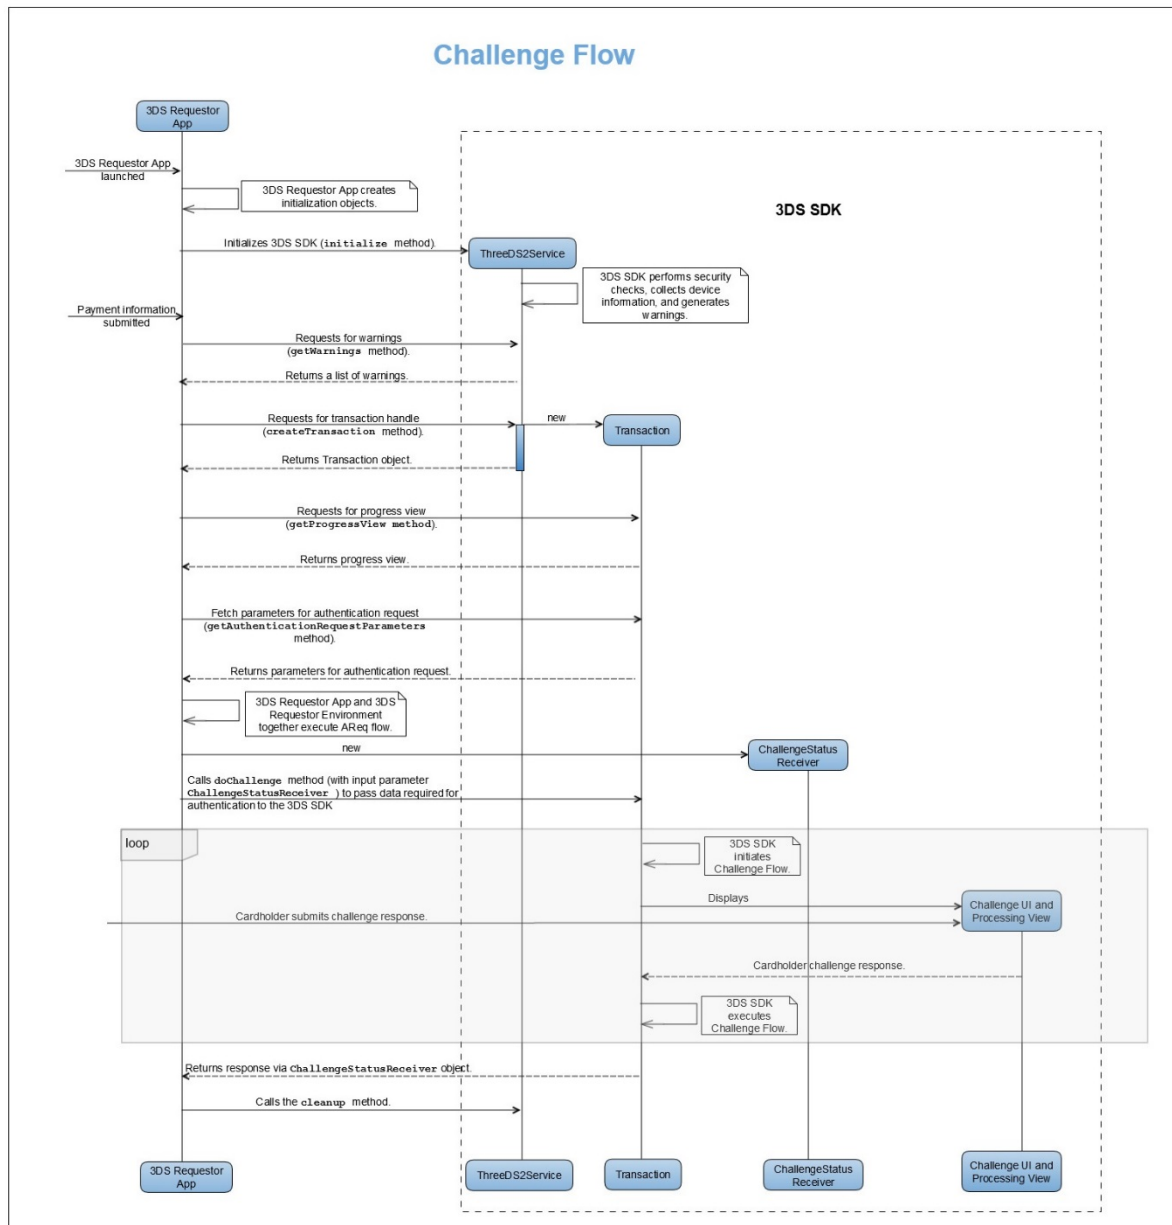 Challenge Flow
3DS Requestor
App
3DS Requestor App
launched
3DS Requestor App creates
initialization objects.
3DS SDK
Initializes 3DS SDK (initialize method).
ThreeDS2Service
3DS SDK performs security
checks, collects device
information, and generates
warnings.
Payment information
submitted
Requests for warnings
(getWarnings method).
Returns a list of warnings.
Requests for transaction handle
(createTransaction method).
new
Transaction
Returns Transaction object.
Requests for progress view
(getProgressView method).
Returns progress view.
Fetch parameters for authentication request
(getAuthenticationRequestParameters
method).
Returns parameters for authentication request.
3DS Requestor App and 3DS
Requestor Environment
together execute AReq flow.
new
ChallengeStatus
Receiver
Calls doChallenge method (with input parameter
ChallengeStatusReceiver ) to pass data required for
authentication to the 3DS SDK
loop
3DS SDK
initiates
Challenge Flow.
Displays
Challenge UI and
Processing View
Cardholder submits challenge response.
Cardholder challenge response.
3DS SDK
executes
Challenge Flow.
Returns response via ChallengeStatusReceiver object.
Calls the cleanup method.
3DS Requestor
App
ThreeDS2Service
Transaction
ChallengeStatus
Receiver
Challenge UI and
Processing View